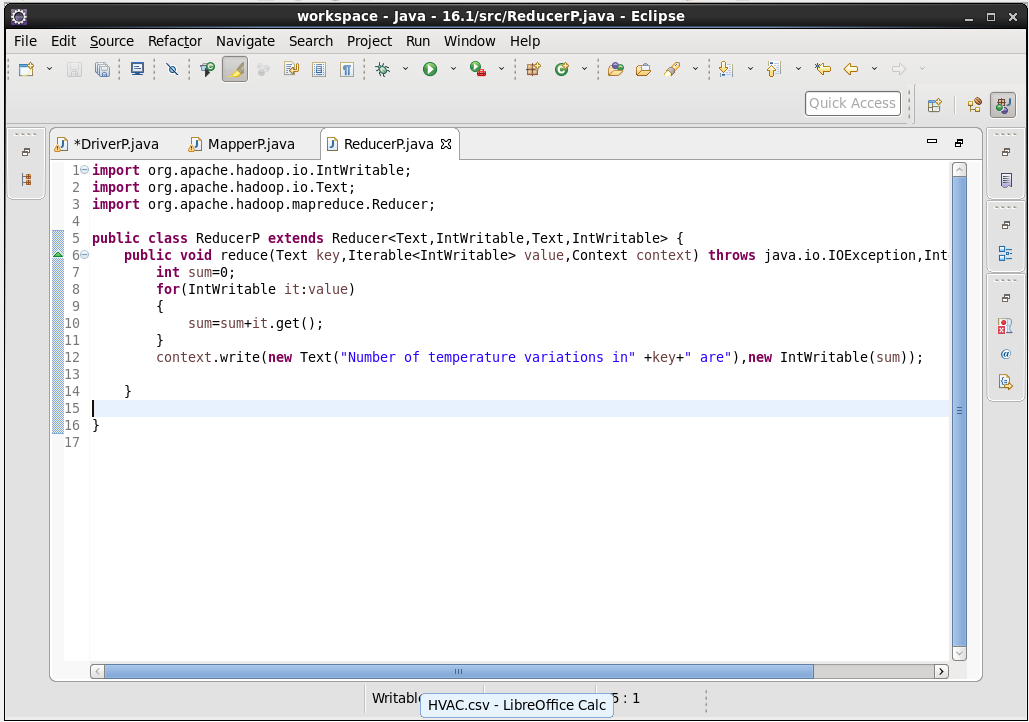 workspace - Java - 16.1/src/ReducerP.java - Eclipse
File Edit Source Refactor Navigate Search Project Run Window Help
Quick Access
*DriverP.java MapperP.java ReducerP.java
1 import org.apache.hadoop.io.IntWritable;
2 import org.apache.hadoop.io.Text;
3 import org.apache.hadoop.mapreduce.Reducer;
4
5 public class ReducerP extends Reducer<Text,IntWritable,Text,IntWritable> {
6 public void reduce(Text key,Iterable<IntWritable> value,Context context) throws java.io.IOException,Int
7 int sum=0;
8 for(IntWritable it:value)
9 {
10 sum=sum+it.get();
11 }
12 context.write(new Text("Number of temperature variations in" +key+" are"),new IntWritable(sum));
13
14 }
15
16 }
17
Writabl : 1
HVAC.csv - LibreOffice Calc